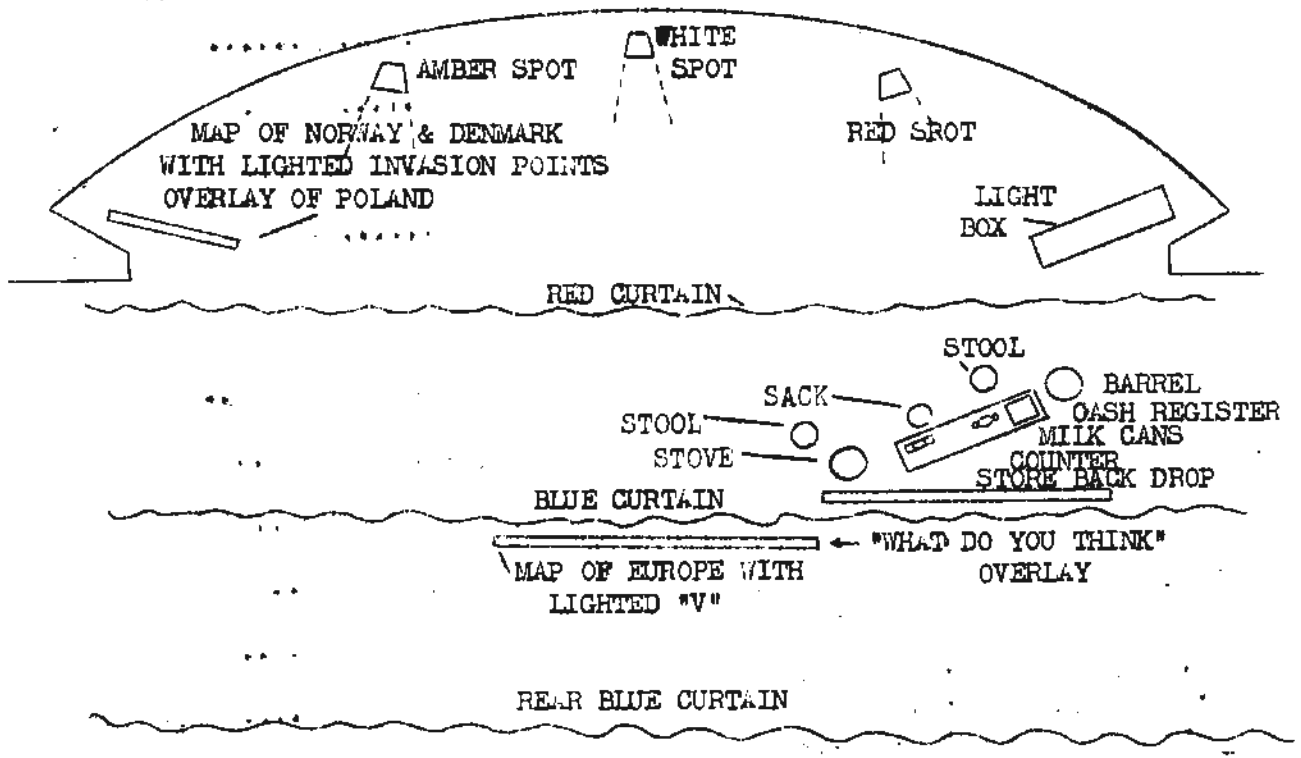 WHITE
SPOT
AMBER SPOT
RED SROT
MAP OF NORWAY & DENMARK
WITH LIGHTED INVASION POINTS
OVERLAY OF POLAND
LIGHT
BOX
RED CURTAIN
STOOL
BARREL
SACK
OASH REGISTER
STOOL
MIIK CANS
STOVE
COUNTER
STORE BACK DROP
BLUE CURTAIN
"WHAT DO YOU THINK"
OVERLAY
MAP OF EUROPE WITH
LIGHTED "V"
REAR BLUE CURTAIN